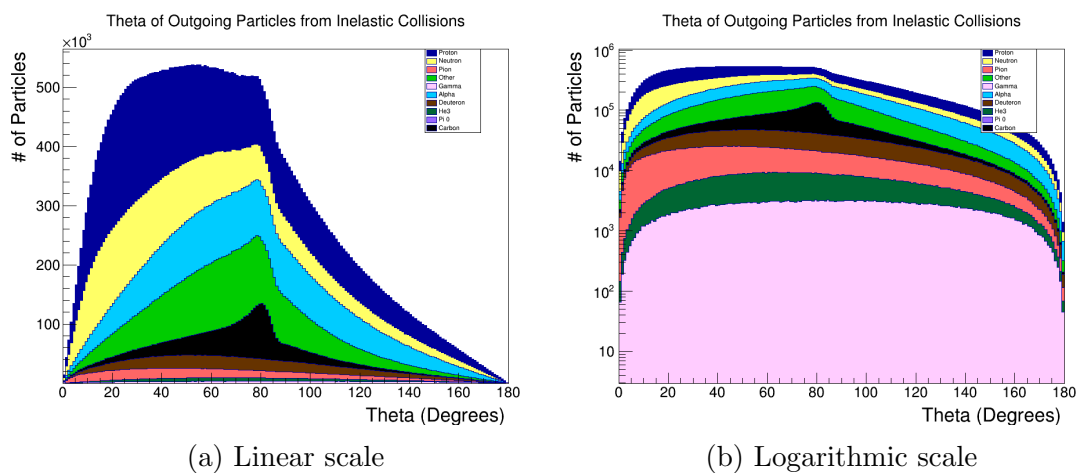 Theta of Outgoing Particles from Inelastic Collisions
×10³
# of Particles
500
400
300
200
100
0 20 40 60 80 100 120 140 160 180
Theta (Degrees)
Proton
Neutron
Pion
Other
Gamma
Alpha
Deuteron
He3
Pi 0
Carbon
(a) Linear scale
Theta of Outgoing Particles from Inelastic Collisions
# of Particles
10⁶
10⁵
10⁴
10³
10²
10
0 20 40 60 80 100 120 140 160 180
Theta (Degrees)
Proton
Neutron
Pion
Other
Gamma
Alpha
Deuteron
He3
Pi 0
Carbon
(b) Logarithmic scale